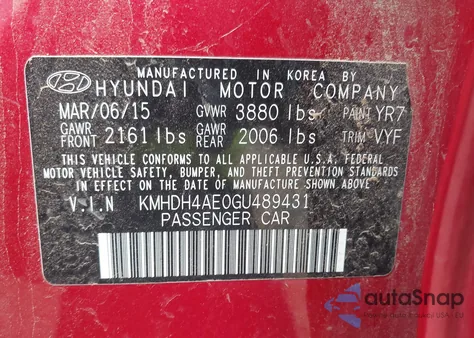 MANUFACTURED IN KOREA BY
HYUNDAI MOTOR COMPANY
MAR/06/15 GVWR 3880 lbs PAINT YR7
GAWR FRONT 2161 lbs GAWR REAR 2006 lbs TRIM VYF
THIS VEHICLE CONFORMS TO ALL APPLICABLE U.S.A. FEDERAL
MOTOR VEHICLE SAFETY, BUMPER, AND THEFT PREVENTION
STANDARDS IN EFFECT ON THE DATE OF MANUFACTURE SHOWN ABOVE.
V.I.N KMHDH4AE0GU489431
PASSENGER CAR
autoSnap